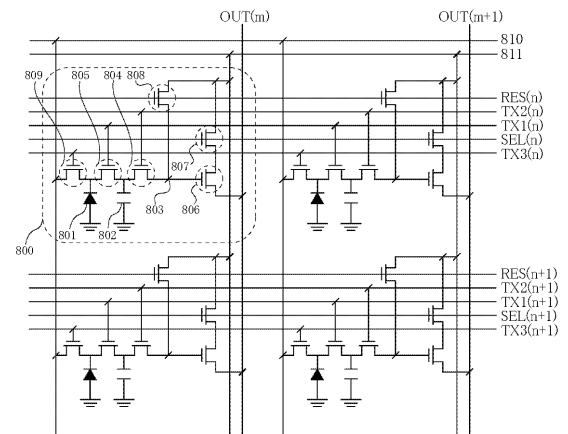 OUT(m) OUT(m+1)
810
811
809 805 804 808
RES(n)
TX2(n)
TX1(n)
SEL(n)
TX3(n)
807
801 802 803 806
800
RES(n+1)
TX2(n+1)
TX1(n+1)
SEL(n+1)
TX3(n+1)